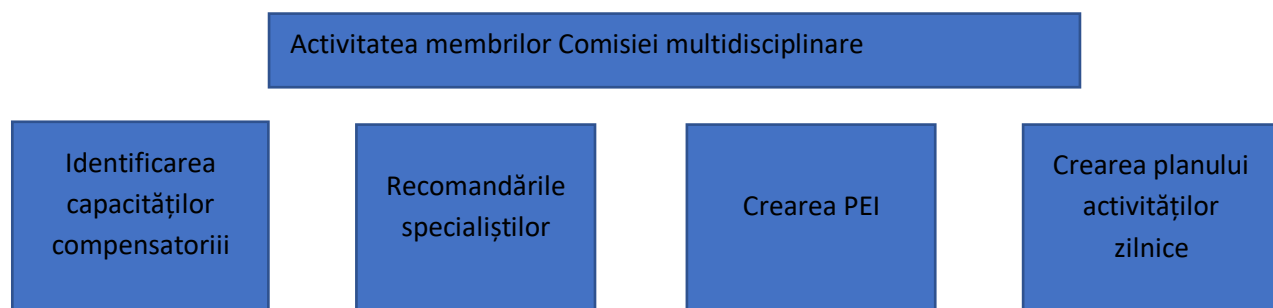 Activitatea membrilor Comisiei multidisciplinare
Identificarea
capacităților
compensatoriii
Recomandările
specialiștilor
Crearea PEI
Crearea planului
activităților
zilnice